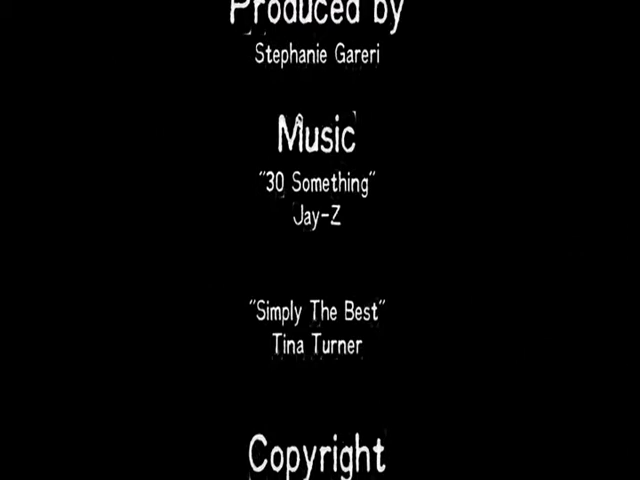 Produced by
Stephanie Gareri
Music
"30 Something"
Jay-Z
"Simply The Best"
Tina Turner
Copyright